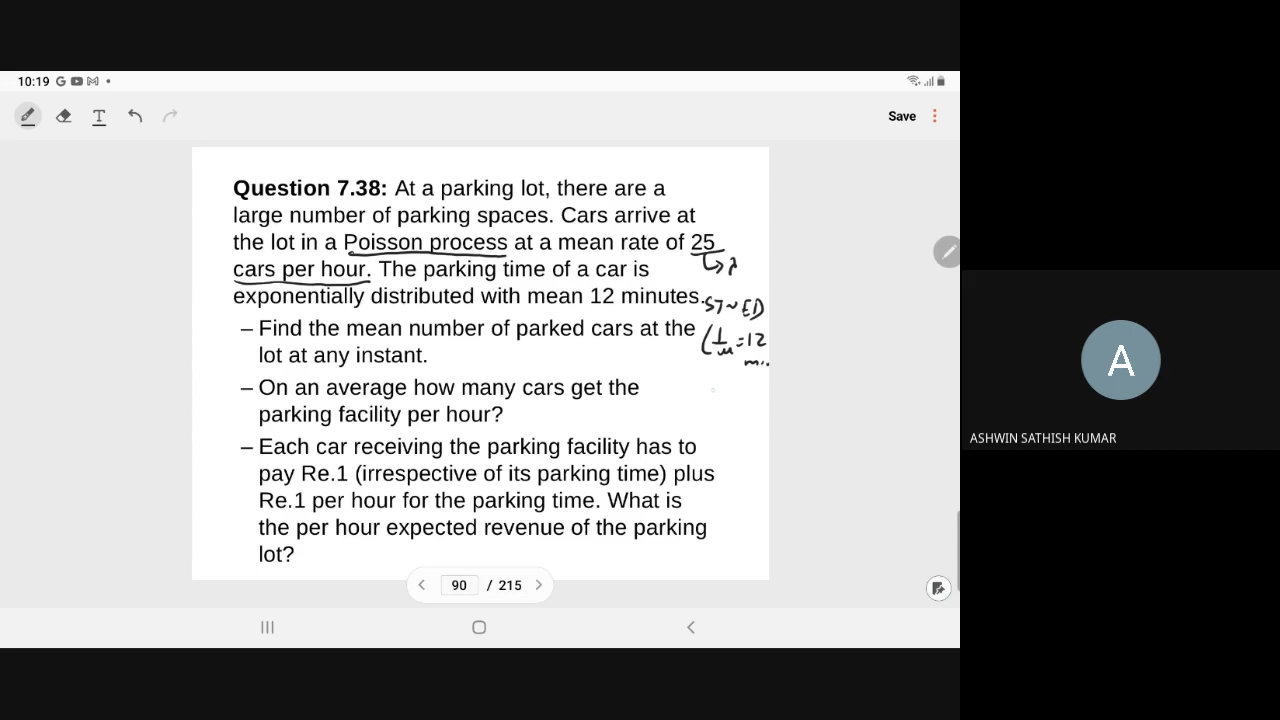 10:19
Save
Question 7.38: At a parking lot, there are a
large number of parking spaces. Cars arrive at
the lot in a Poisson process at a mean rate of 25
cars per hour. The parking time of a car is
→ λ
exponentially distributed with mean 12 minutes.
ST ~ ED
– Find the mean number of parked cars at the
lot at any instant.
(1/μ = 12
min
– On an average how many cars get the
parking facility per hour?
– Each car receiving the parking facility has to
pay Re.1 (irrespective of its parking time) plus
Re.1 per hour for the parking time. What is
the per hour expected revenue of the parking
lot?
90 / 215
A
ASHWIN SATHISH KUMAR